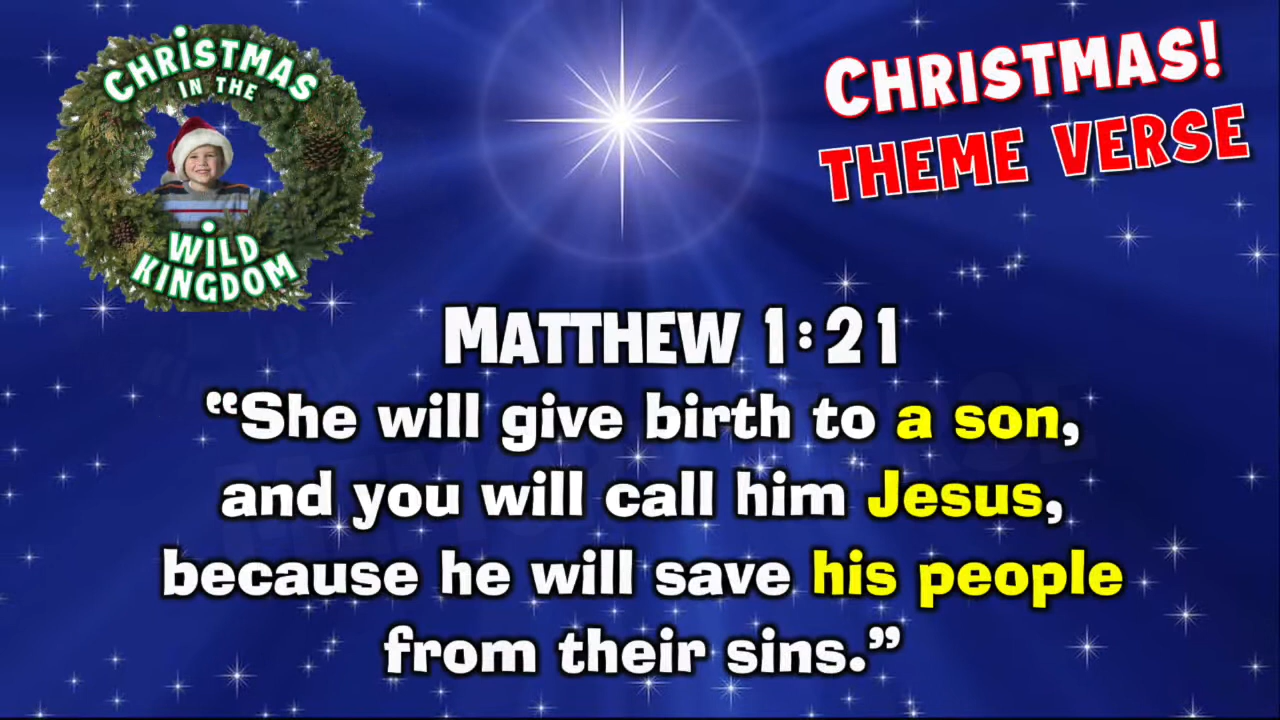 CHRISTMAS
IN THE
WILD
KINGDOM
CHRISTMAS!
THEME VERSE
MATTHEW 1:21
“She will give birth to a son,
and you will call him Jesus,
because he will save his people
from their sins.”